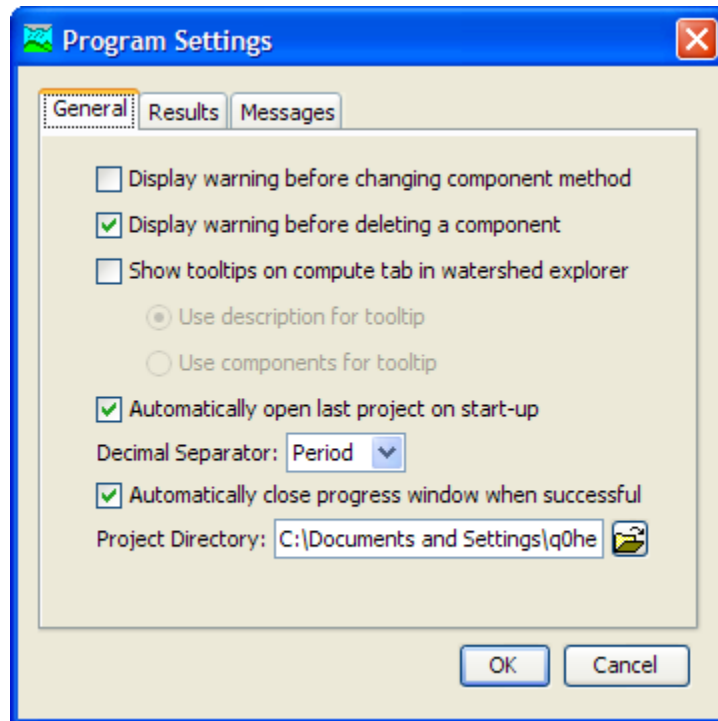 Program Settings
General Results Messages
Display warning before changing component method
Display warning before deleting a component
Show tooltips on compute tab in watershed explorer
Use description for tooltip
Use components for tooltip
Automatically open last project on start-up
Decimal Separator: Period
Automatically close progress window when successful
Project Directory: C:\Documents and Settings\q0he
OK Cancel